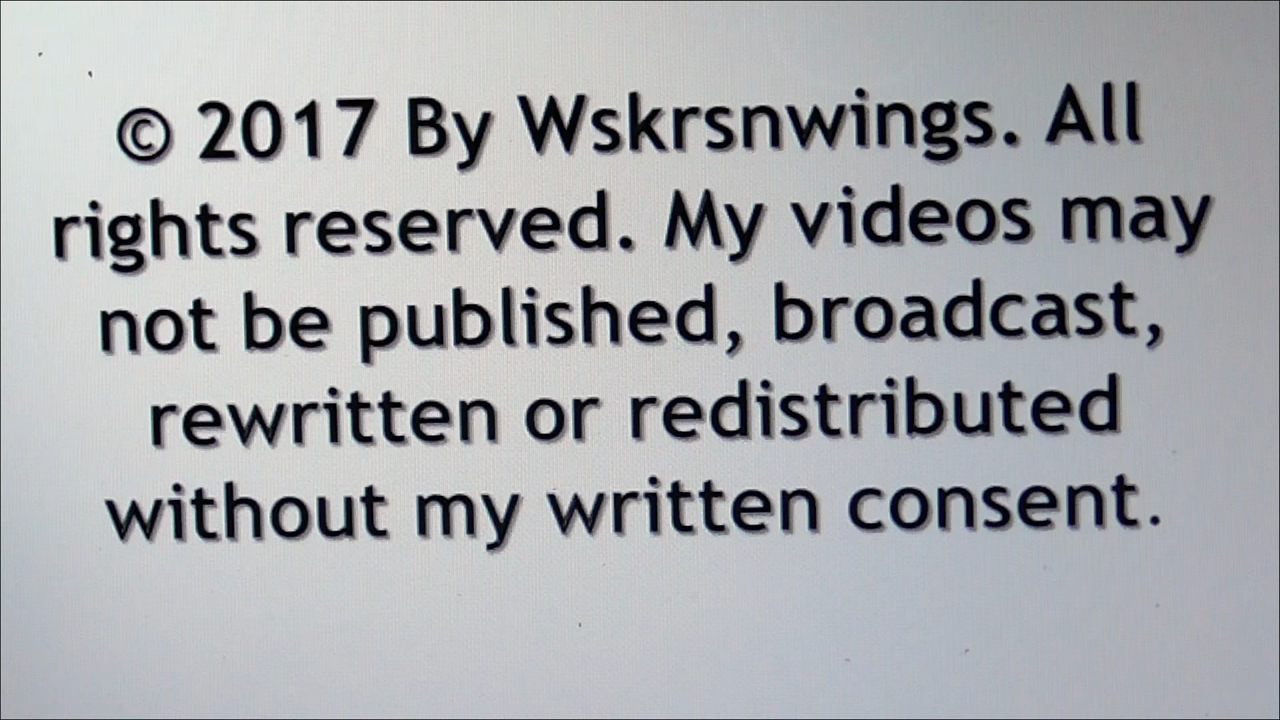 © 2017 By Wskrsnwings. All
rights reserved. My videos may
not be published, broadcast,
rewritten or redistributed
without my written consent.